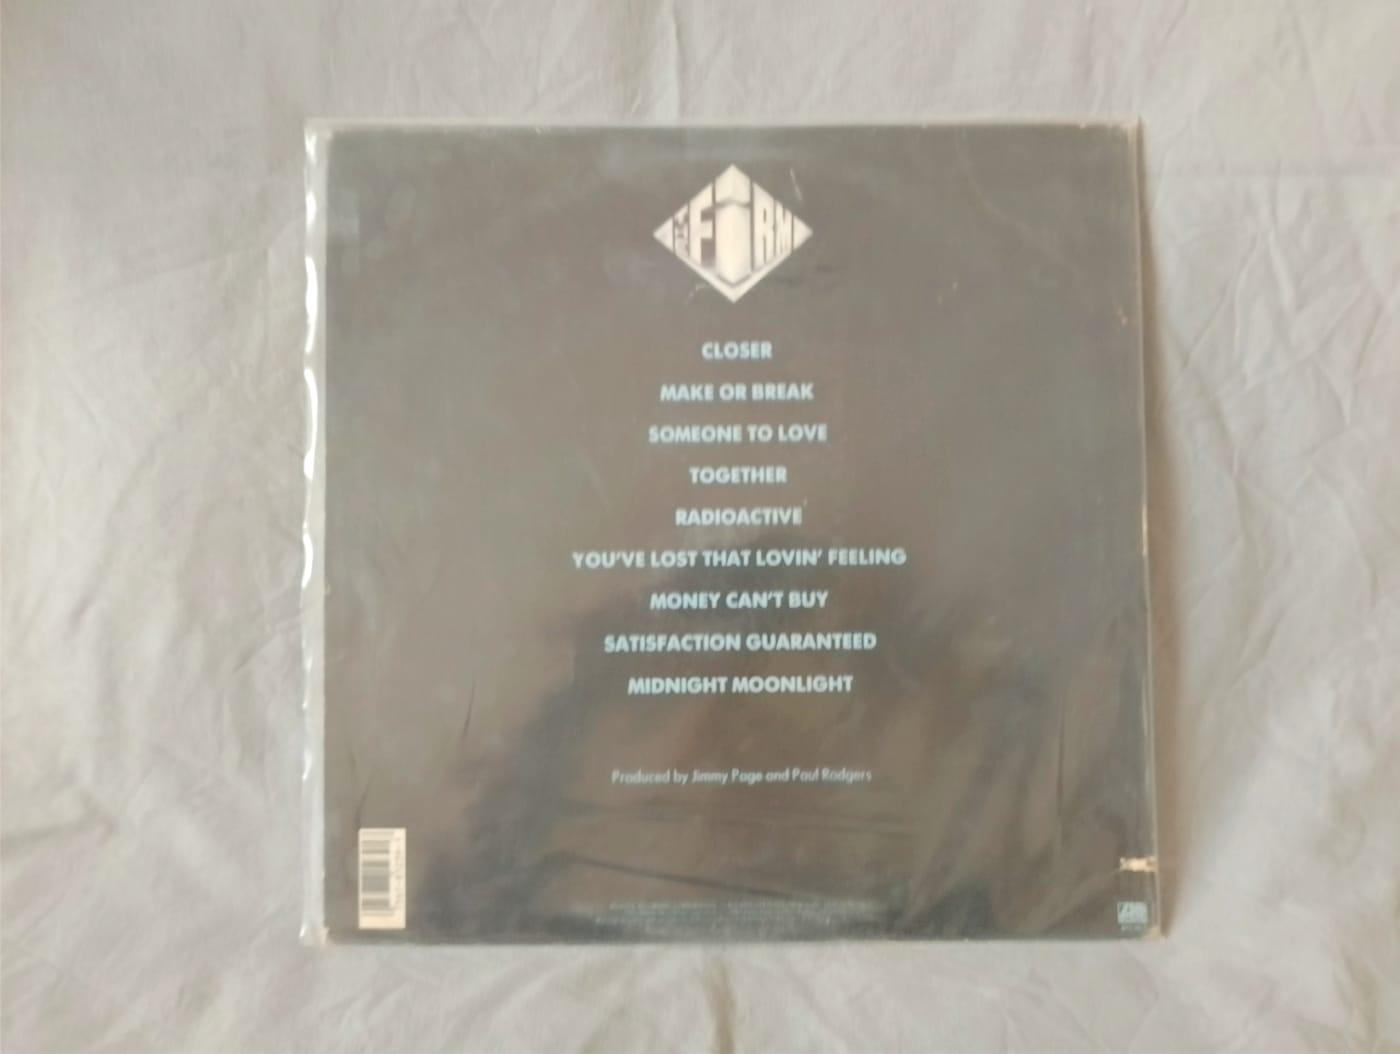 THE FIRM
CLOSER
MAKE OR BREAK
SOMEONE TO LOVE
TOGETHER
RADIOACTIVE
YOU'VE LOST THAT LOVIN' FEELING
MONEY CAN'T BUY
SATISFACTION GUARANTEED
MIDNIGHT MOONLIGHT
Produced by Jimmy Page and Paul Rodgers